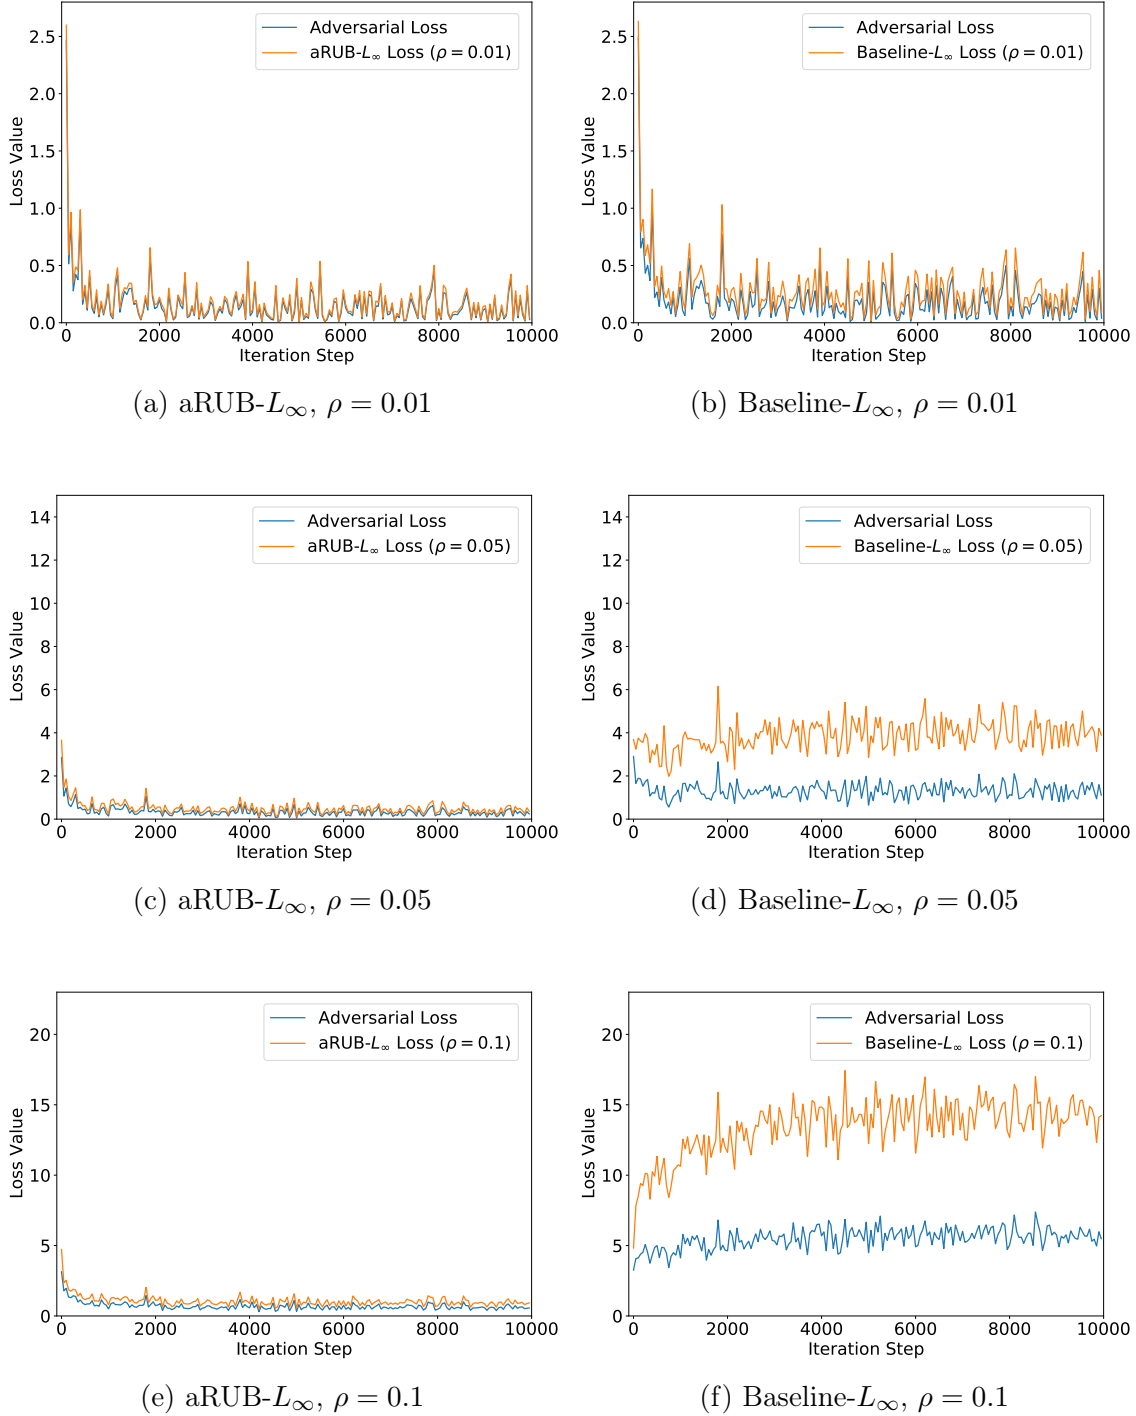 Adversarial Loss
aRUB-L∞ Loss (ρ = 0.01)
2.5
2.0
1.5
1.0
0.5
0.0
Loss Value
0 2000 4000 6000 8000 10000
Iteration Step
(a) aRUB-L∞, ρ = 0.01
Adversarial Loss
Baseline-L∞ Loss (ρ = 0.01)
2.5
2.0
1.5
1.0
0.5
0.0
Loss Value
0 2000 4000 6000 8000 10000
Iteration Step
(b) Baseline-L∞, ρ = 0.01
Adversarial Loss
aRUB-L∞ Loss (ρ = 0.05)
14
12
10
8
6
4
2
0
Loss Value
0 2000 4000 6000 8000 10000
Iteration Step
(c) aRUB-L∞, ρ = 0.05
Adversarial Loss
Baseline-L∞ Loss (ρ = 0.05)
14
12
10
8
6
4
2
0
Loss Value
0 2000 4000 6000 8000 10000
Iteration Step
(d) Baseline-L∞, ρ = 0.05
Adversarial Loss
aRUB-L∞ Loss (ρ = 0.1)
20
15
10
5
0
Loss Value
0 2000 4000 6000 8000 10000
Iteration Step
(e) aRUB-L∞, ρ = 0.1
Adversarial Loss
Baseline-L∞ Loss (ρ = 0.1)
20
15
10
5
0
Loss Value
0 2000 4000 6000 8000 10000
Iteration Step
(f) Baseline-L∞, ρ = 0.1